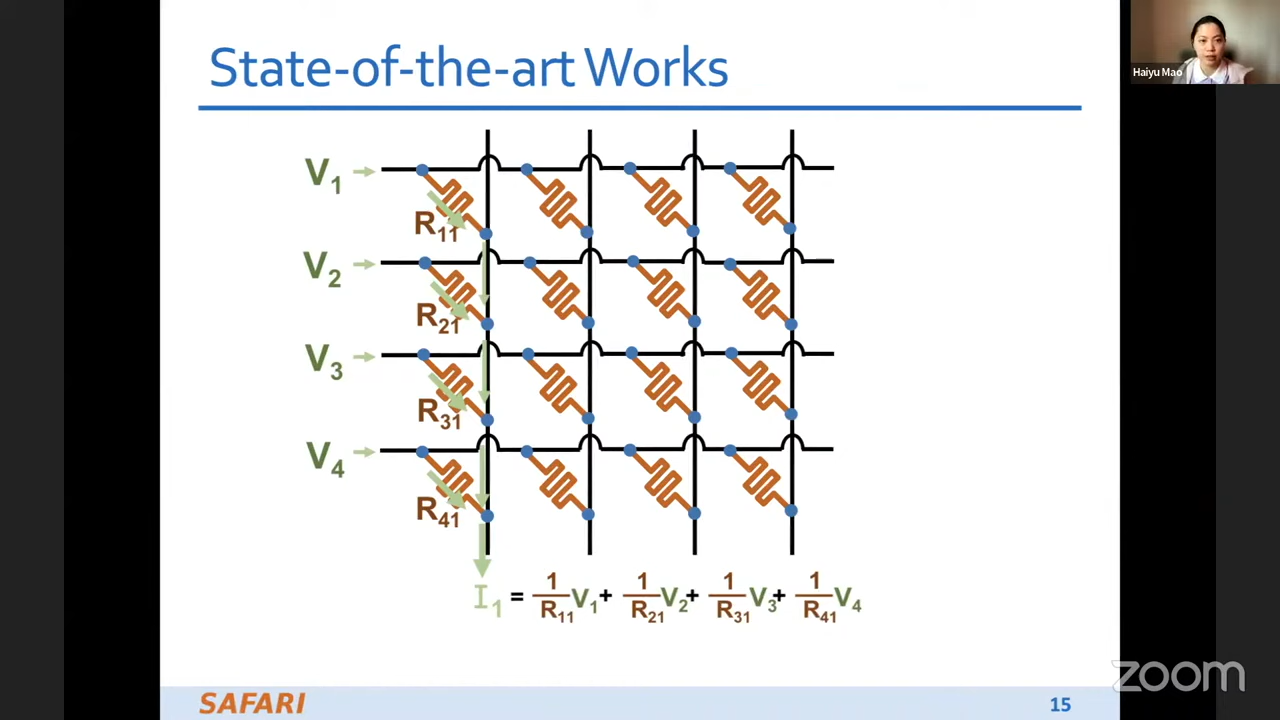 State-of-the-art Works
Haiyu Mao
V1
R11
V2
R21
V3
R31
V4
R41
I1 = 1/R11 V1 + 1/R21 V2 + 1/R31 V3 + 1/R41 V4
zoom
SAFARI
15